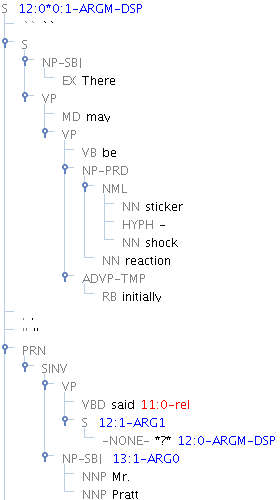 S 12:0*0:1-ARGM-DSP
`` ``
S
NP-SBJ
EX There
VP
MD may
VP
VB be
NP-PRD
NML
NN sticker
HYPH -
NN shock
NN reaction
ADVP-TMP
RB initially
, ,
" "
PRN
SINV
VP
VBD said 11:0-rel
S 12:1-ARG1
-NONE- *?* 12:0-ARGM-DSP
NP-SBJ 13:1-ARG0
NNP Mr.
NNP Pratt